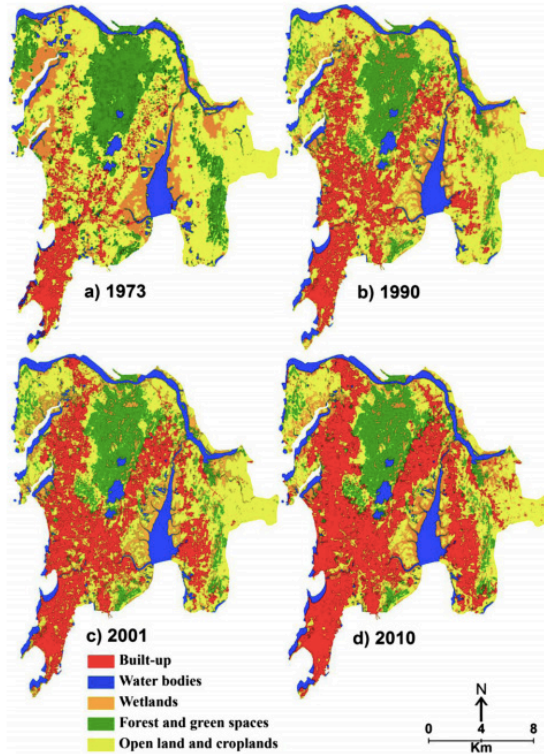 a) 1973
b) 1990
c) 2001
d) 2010
Built-up
Water bodies
Wetlands
Forest and green spaces
Open land and croplands
N
0 4 8
Km